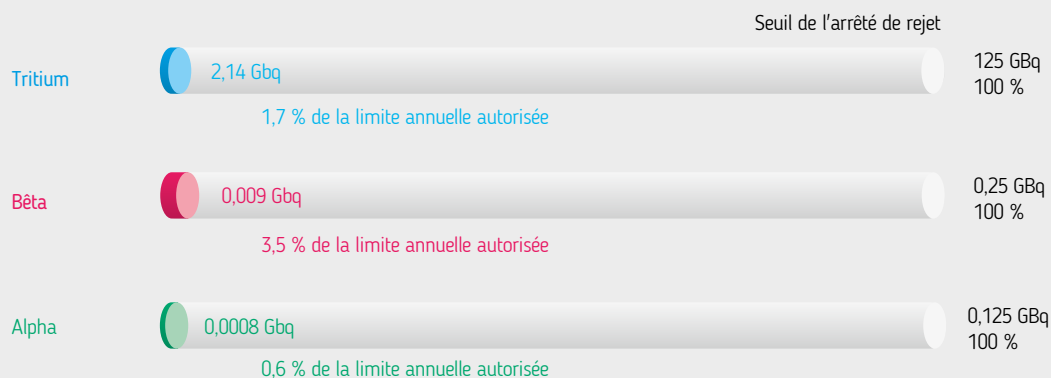 Seuil de l'arrêté de rejet
Tritium
2,14 Gbq
125 GBq
100 %
1,7 % de la limite annuelle autorisée
Bêta
0,009 Gbq
0,25 GBq
100 %
3,5 % de la limite annuelle autorisée
Alpha
0,0008 Gbq
0,125 GBq
100 %
0,6 % de la limite annuelle autorisée